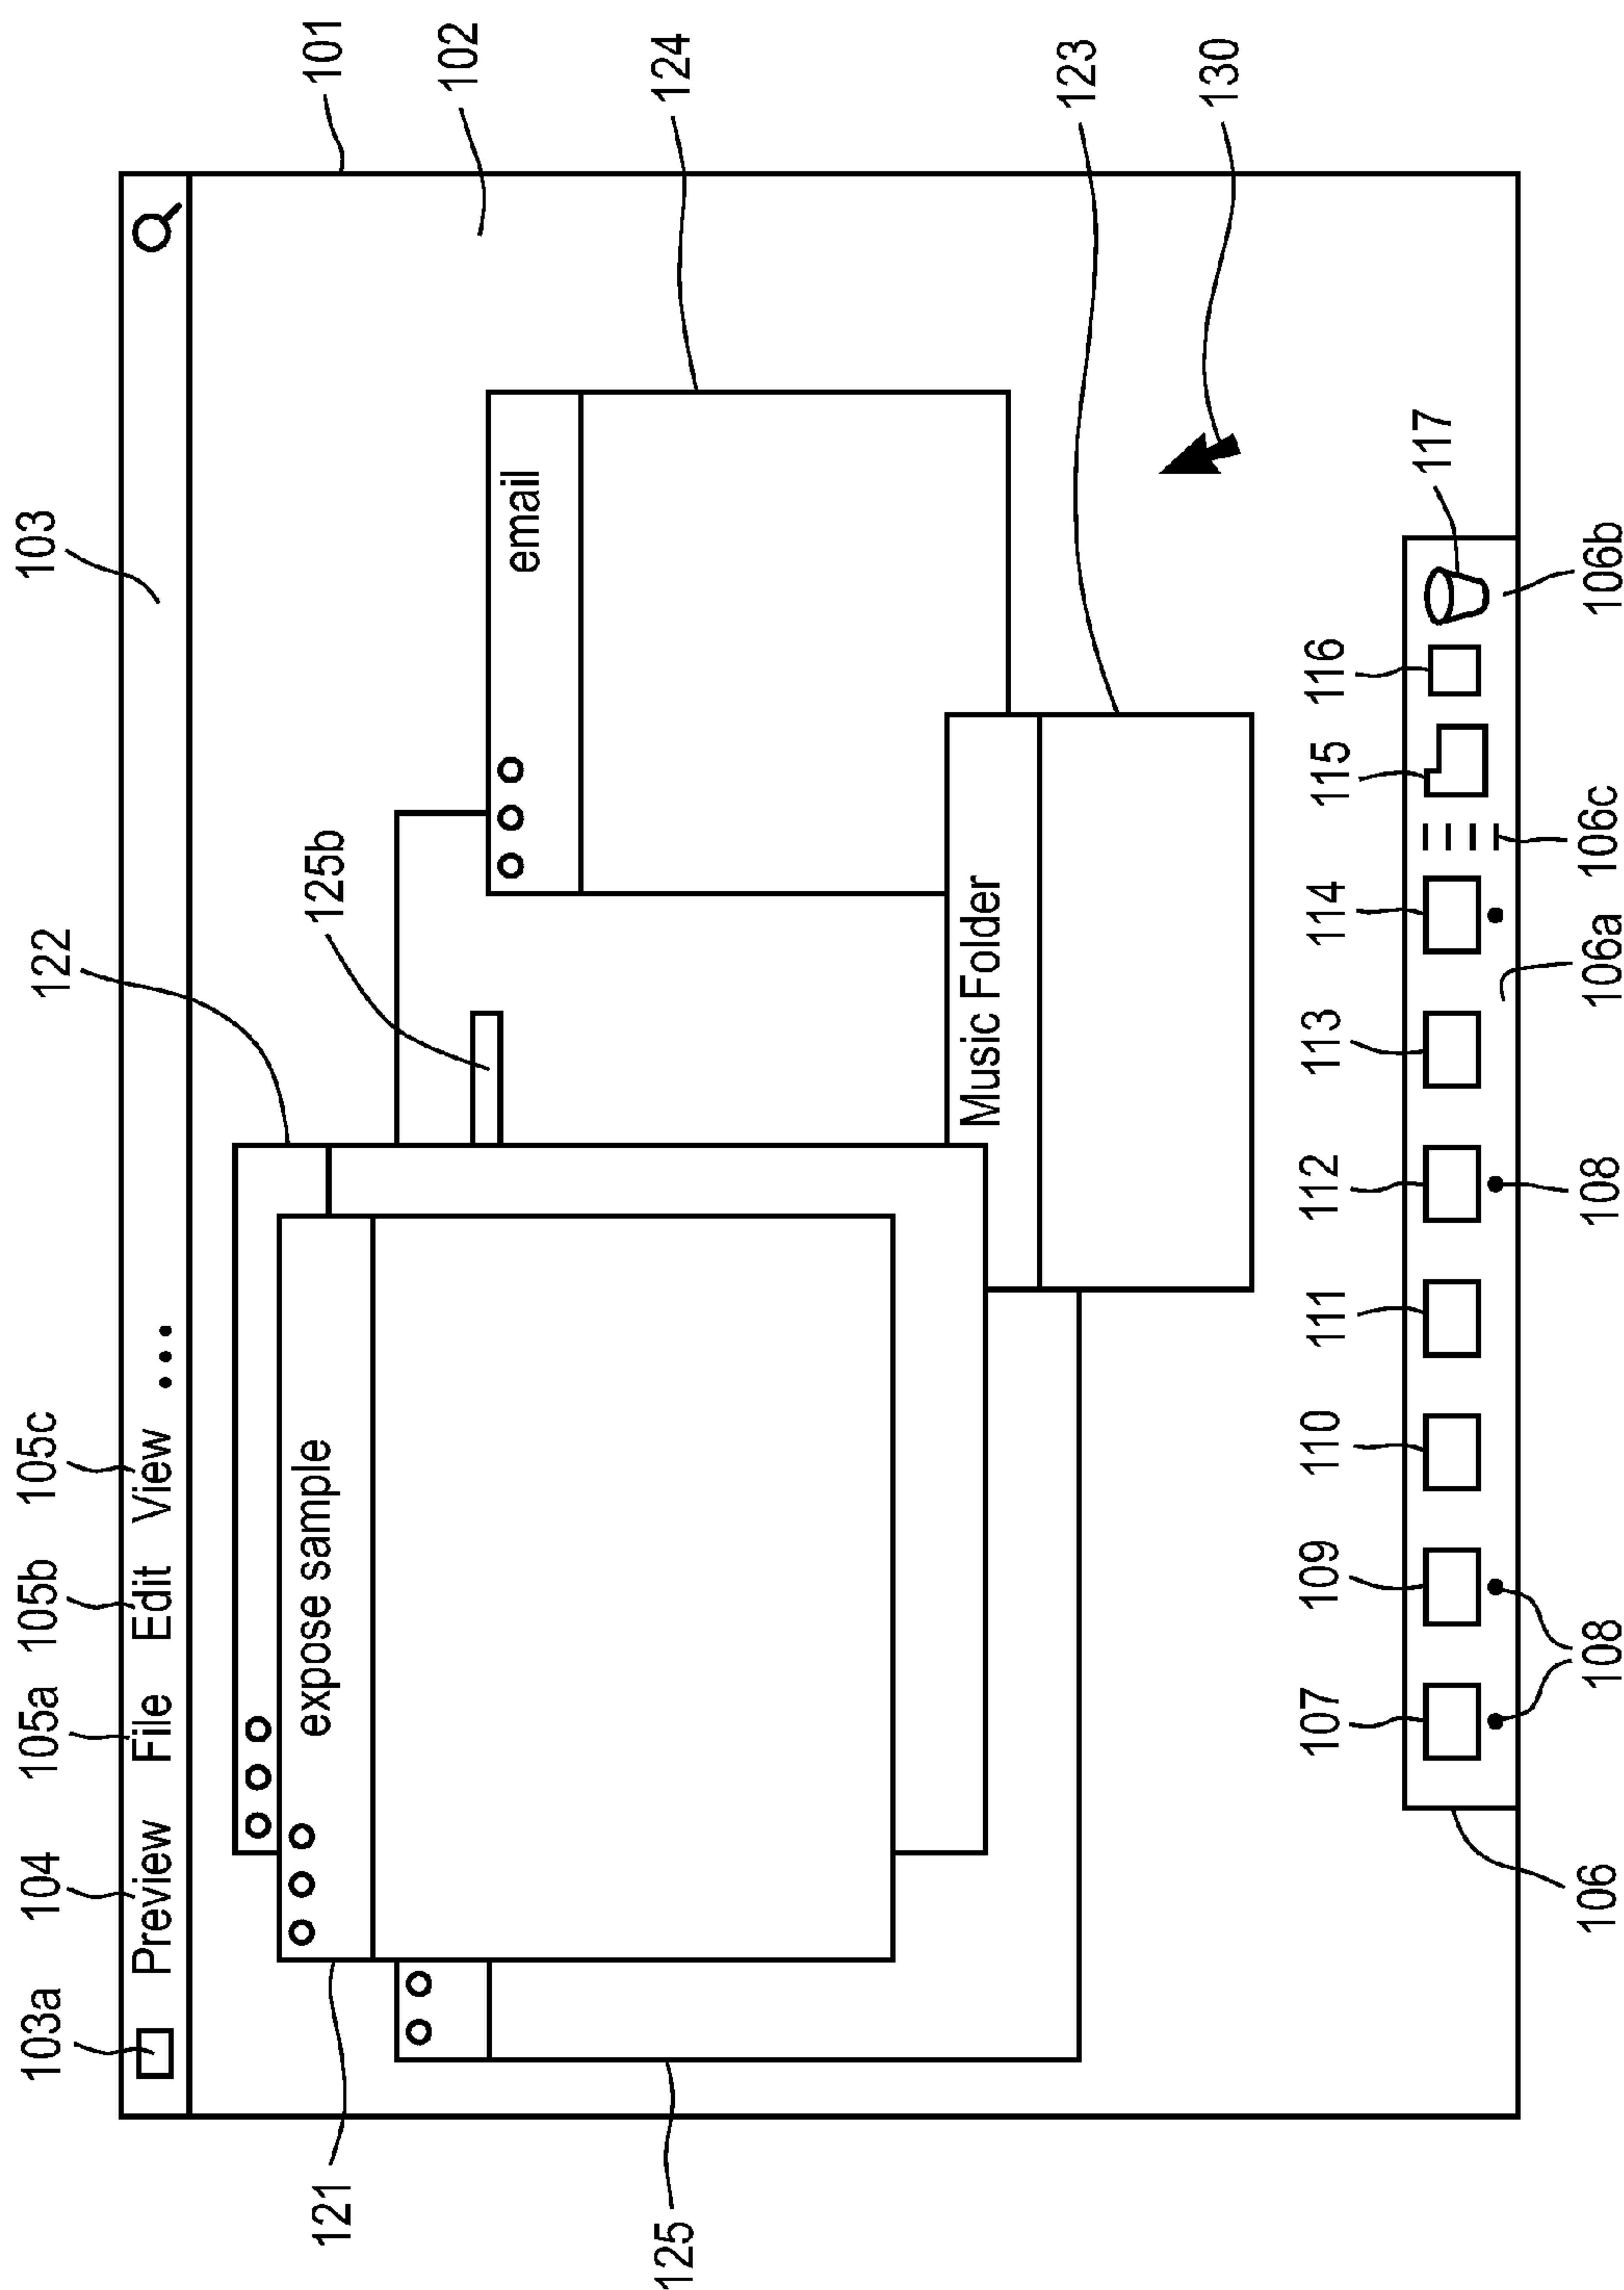 103a 104 105a 105b 105c 122 103
101
Preview File Edit View ...
102
125b
expose sample
email
121
124
125
Music Folder
123
130
107 109 110 111 112 113 114 115 116 117
106 108 108 106a 106c 106b